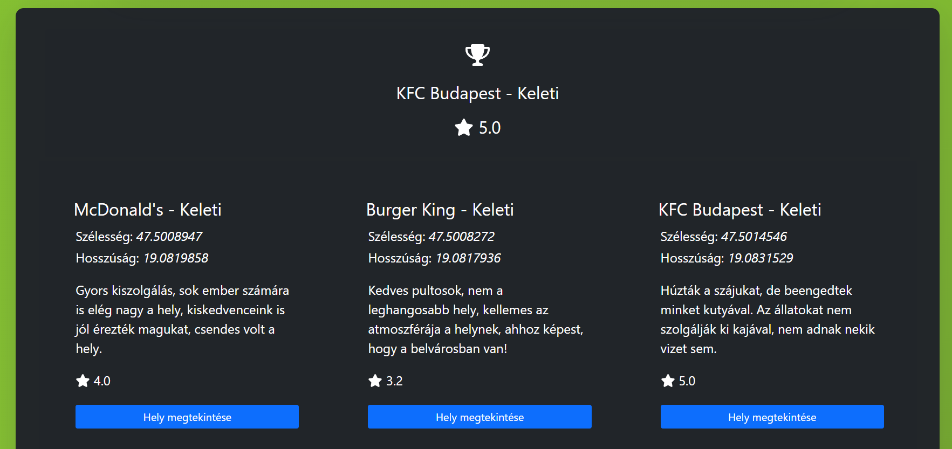 KFC Budapest - Keleti
5.0
McDonald's - Keleti
Szélesség: 47.5008947
Hosszúság: 19.0819858
Gyors kiszolgálás, sok ember számára
is elég nagy a hely, kiskedvenceink is
jól érezték magukat, csendes volt a
hely.
4.0
Hely megtekintése
Burger King - Keleti
Szélesség: 47.5008272
Hosszúság: 19.0817936
Kedves pultosok, nem a
leghangosabb hely, kellemes az
atmoszférája a helynek, ahhoz képest,
hogy a belvárosban van!
3.2
Hely megtekintése
KFC Budapest - Keleti
Szélesség: 47.5014546
Hosszúság: 19.0831529
Húzták a szájukat, de beengedtek
minket kutyával. Az állatokat nem
szolgálják ki kajával, nem adnak nekik
vizet sem.
5.0
Hely megtekintése